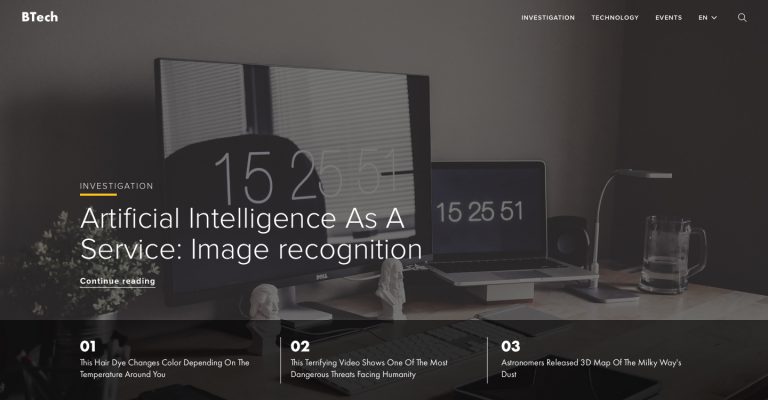 BTech
INVESTIGATION
TECHNOLOGY
EVENTS
EN
15 25 51
15 25 51
INVESTIGATION
Artificial Intelligence As A
Service: Image recognition
DELL
Continue reading
01
This Hair Dye Changes Color Depending On The
Temperature Around You
02
This Terrifying Video Shows One Of The Most
Dangerous Threats Facing Humanity
03
Astronomers Released 3D Map Of The Milky Way's
Dust